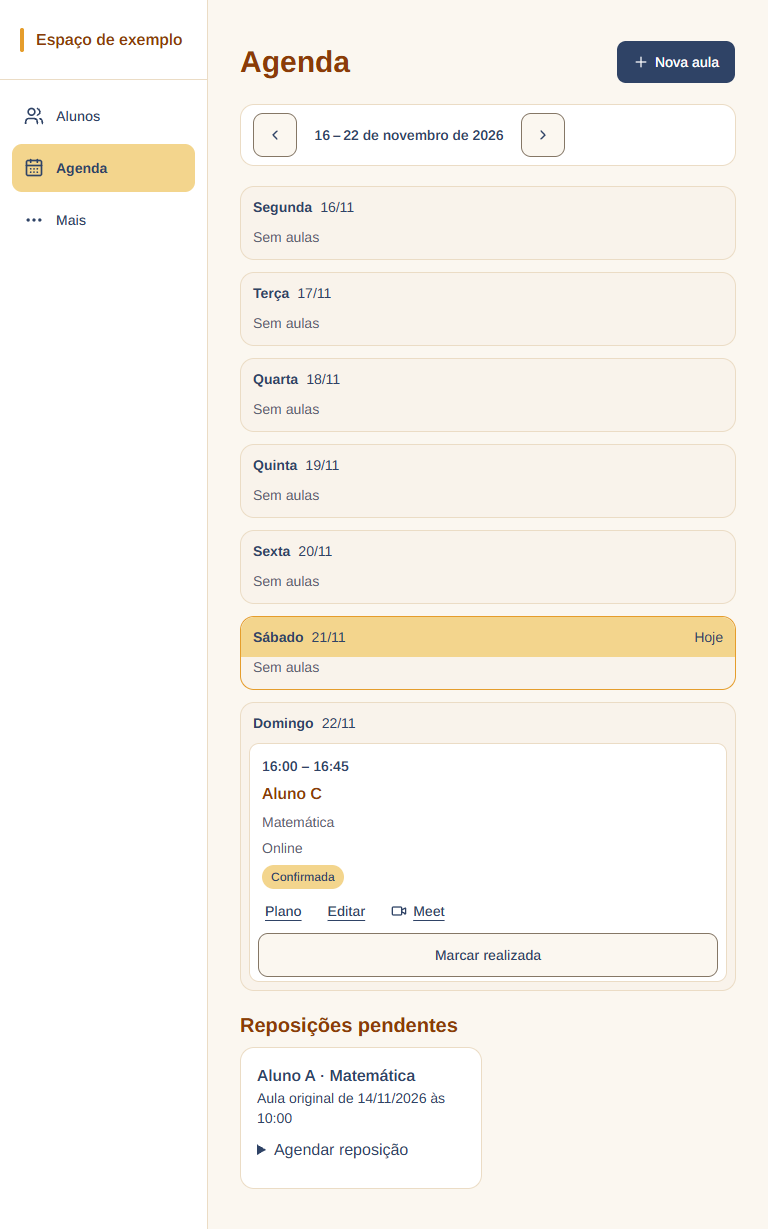 Espaço de exemplo
Alunos
Agenda
Mais
Agenda
Nova aula
16 – 22 de novembro de 2026
Segunda 16/11
Sem aulas
Terça 17/11
Sem aulas
Quarta 18/11
Sem aulas
Quinta 19/11
Sem aulas
Sexta 20/11
Sem aulas
Sábado 21/11 Hoje
Sem aulas
Domingo 22/11
16:00 – 16:45
Aluno C
Matemática
Online
Confirmada
Plano Editar Meet
Marcar realizada
Reposições pendentes
Aluno A · Matemática
Aula original de 14/11/2026 às
10:00
Agendar reposição